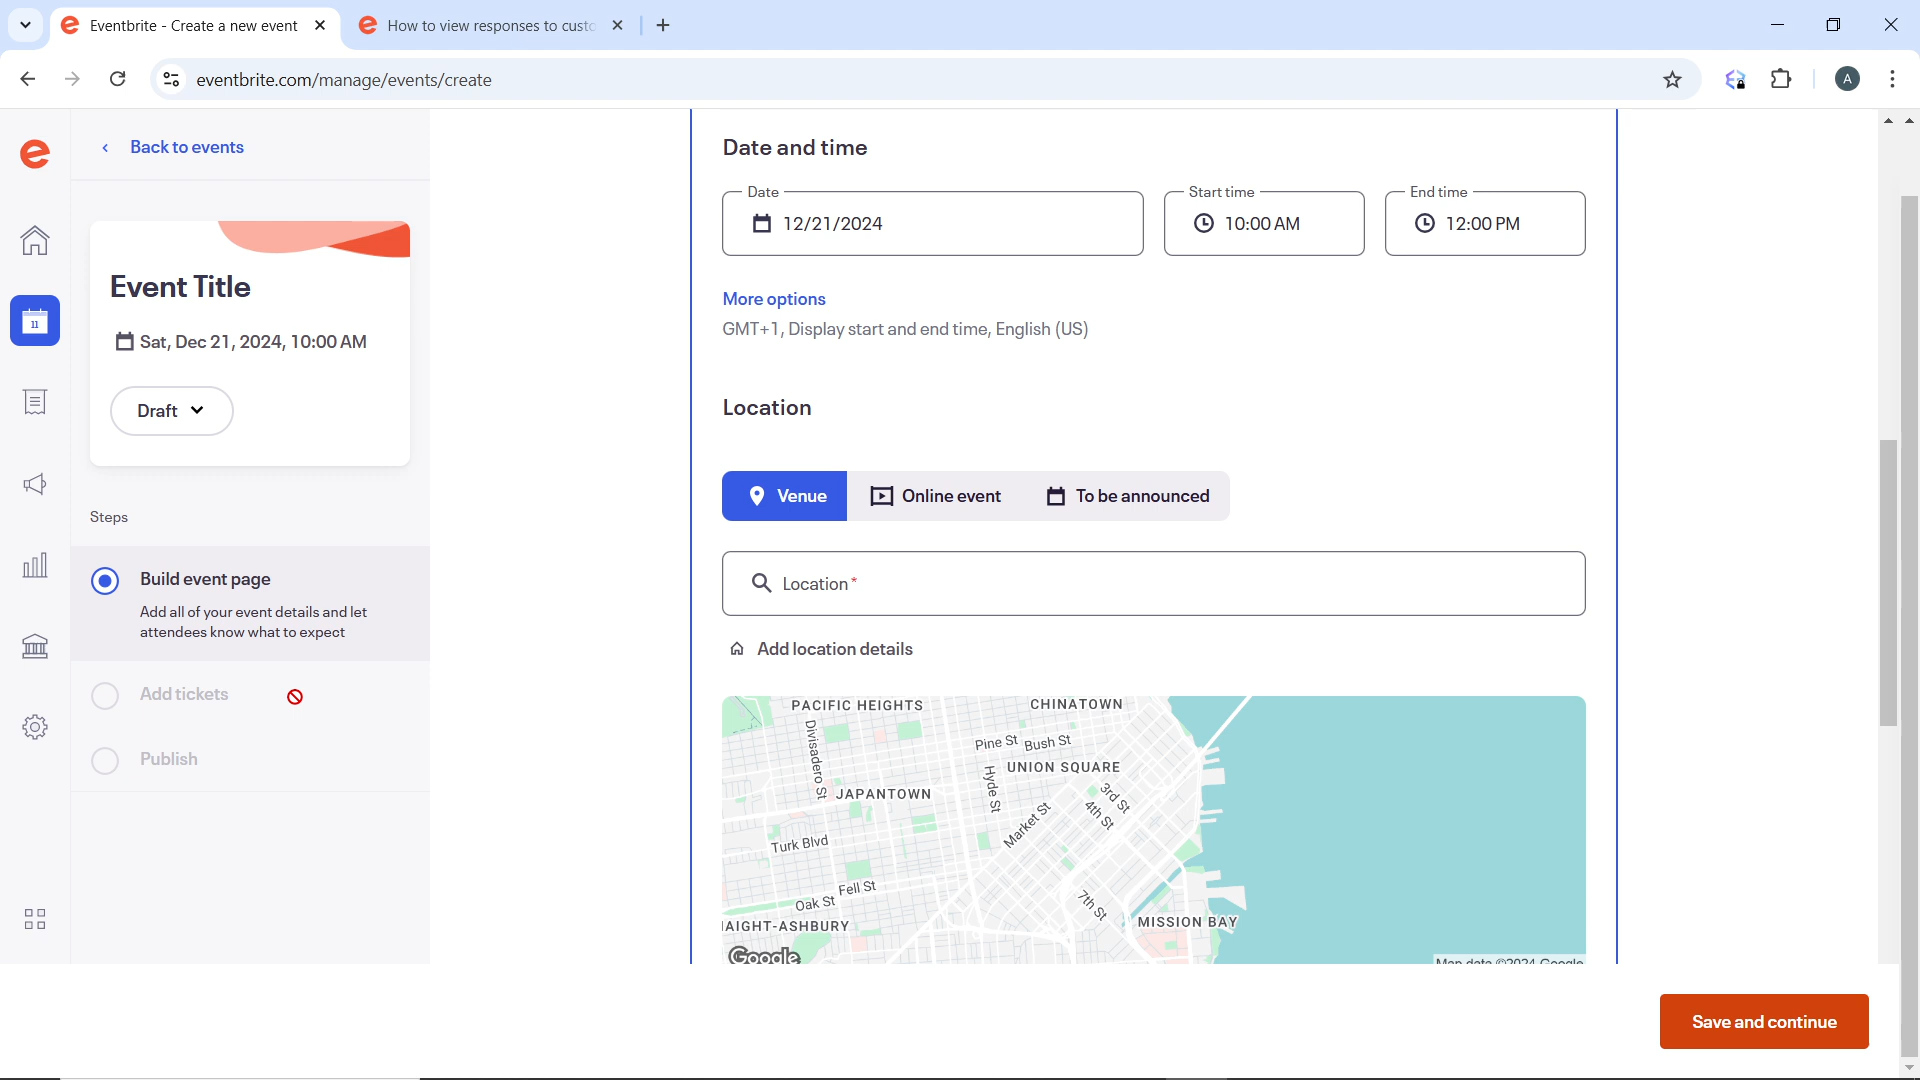 Eventbrite - Create a new event
How to view responses to custo
eventbrite.com/manage/events/create
A
Back to events
Event Title
Sat, Dec 21, 2024, 10:00 AM
Draft
11
Steps
Build event page
Add all of your event details and let
attendees know what to expect
Add tickets
Publish
Date and time
Date
12/21/2024
Start time
10:00 AM
End time
12:00 PM
More options
GMT+1, Display start and end time, English (US)
Location
Venue
Online event
To be announced
Location*
Add location details
PACIFIC HEIGHTS
CHINATOWN
Divisadero St
Pine St
Bush St
Hyde St
UNION SQUARE
JAPANTOWN
3rd St
4th St
Market St
Turk Blvd
Fell St
Oak St
7th St
MISSION BAY
HAIGHT-ASHBURY
Google
Map data ©2024 Google
Save and continue